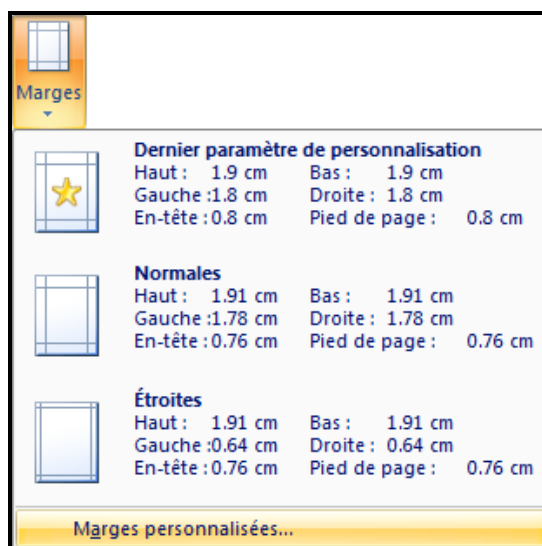 Marges
Dernier paramètre de personnalisation
Haut : 1.9 cm Bas : 1.9 cm
Gauche :1.8 cm Droite : 1.8 cm
En-tête : 0.8 cm Pied de page : 0.8 cm
Normales
Haut : 1.91 cm Bas : 1.91 cm
Gauche :1.78 cm Droite : 1.78 cm
En-tête : 0.76 cm Pied de page : 0.76 cm
Étroites
Haut : 1.91 cm Bas : 1.91 cm
Gauche :0.64 cm Droite : 0.64 cm
En-tête : 0.76 cm Pied de page : 0.76 cm
Marges personnalisées...